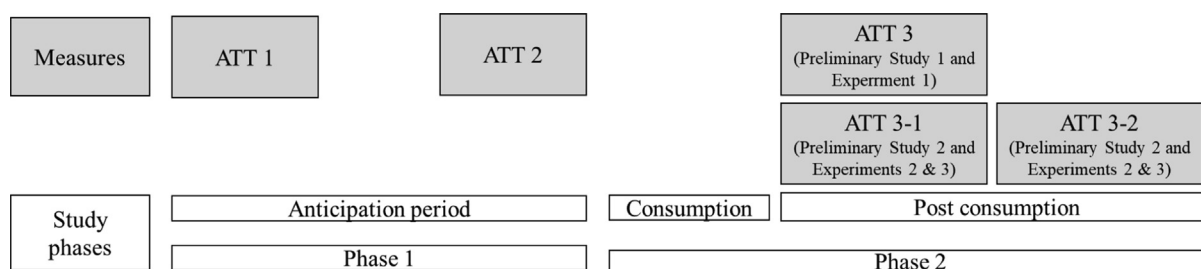 Measures
ATT 1
ATT 2
ATT 3
(Preliminary Study 1 and
Experrment 1)
ATT 3-1
(Preliminary Study 2 and
Experiments 2 & 3)
ATT 3-2
(Preliminary Study 2 and
Experiments 2 & 3)
Study
phases
Anticipation period
Consumption
Post consumption
Phase 1
Phase 2